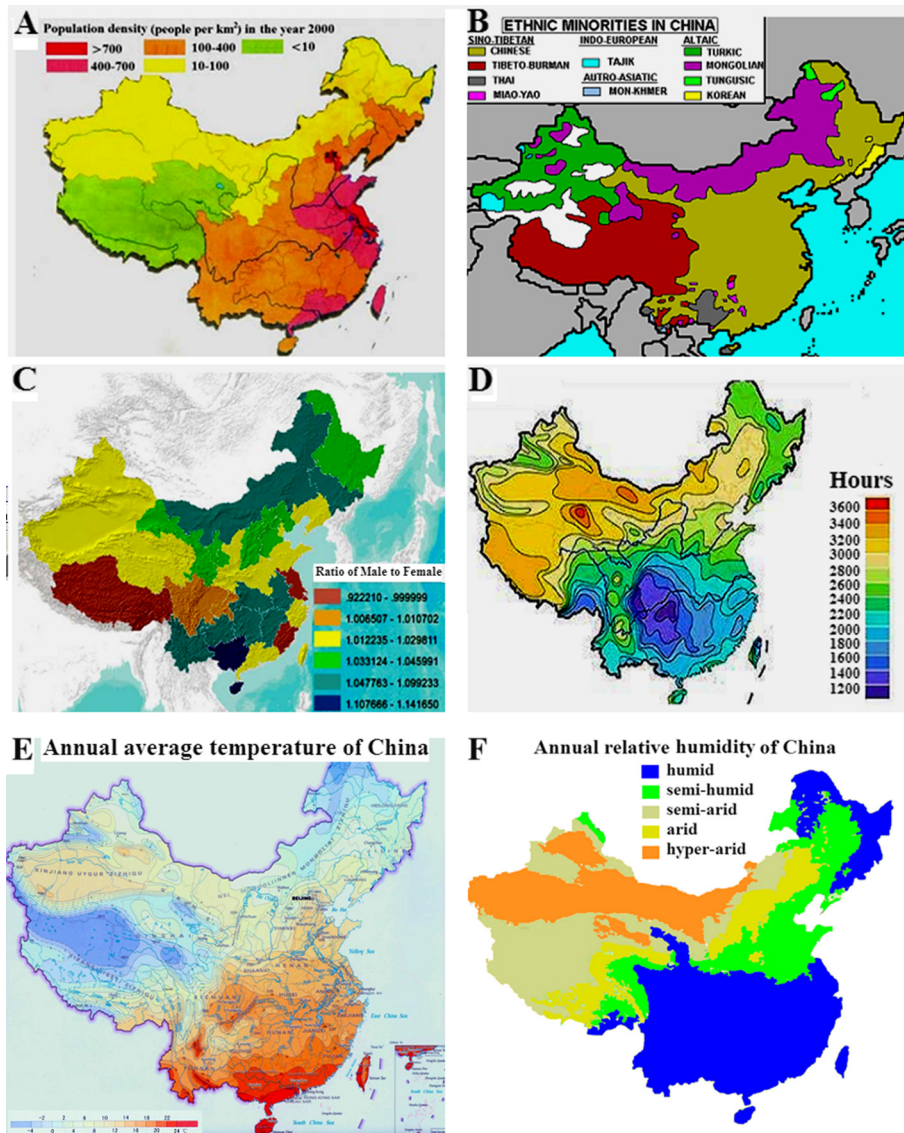 A
Population density (people per km²) in the year 2000
>700
100-400
<10
400-700
10-100
B
ETHNIC MINORITIES IN CHINA
SINO-TIBETAN
CHINESE
TIBETO-BURMAN
THAI
MIAO-YAO
INDO-EUROPEAN
TAJIK
AUTRO-ASIATIC
MON-KHMER
ALTAIC
TURKIC
MONGOLIAN
TUNGUSIC
KOREAN
C
Ratio of Male to Female
.922210 - .999999
1.006507 - 1.010702
1.012235 - 1.029811
1.033124 - 1.045991
1.047763 - 1.099233
1.107666 - 1.141650
D
Hours
3600
3400
3200
3000
2800
2600
2400
2200
2000
1800
1600
1400
1200
E
Annual average temperature of China
XINJIANG UYGUR ZIZHIQU
BEIJING
Yellow Sea
East China Sea
South China Sea
-4 -2 0 2 4 6 8 10 12 14 16 18 20 22 24 °C
F
Annual relative humidity of China
humid
semi-humid
semi-arid
arid
hyper-arid